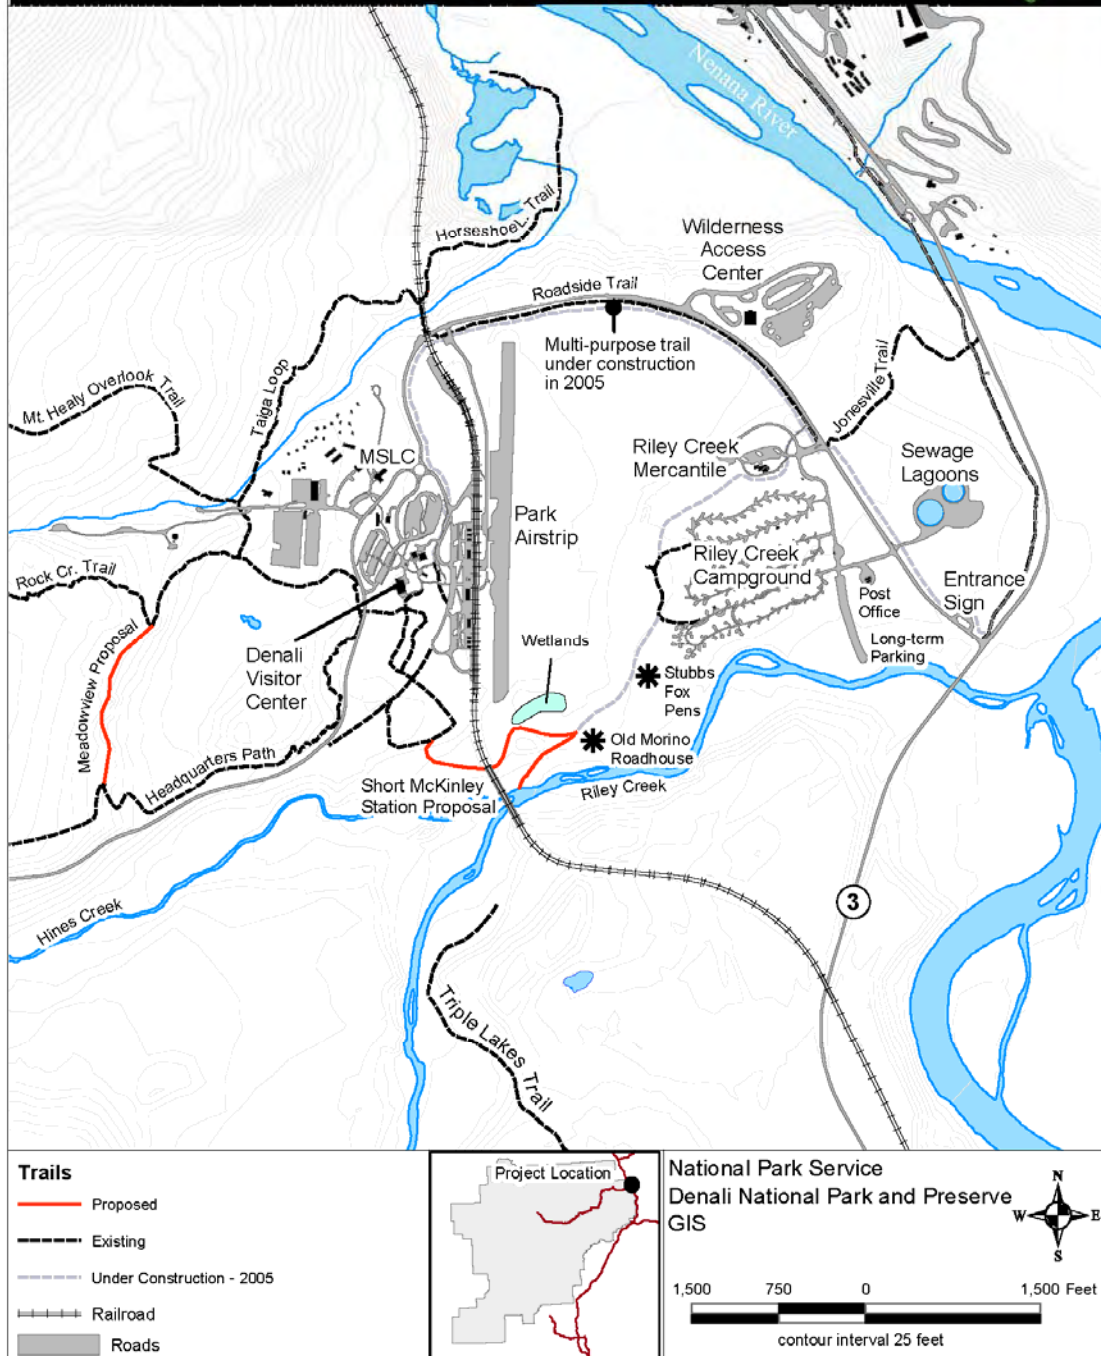 Nenana River
Horseshoe L. Trail
Wilderness
Access
Center
Roadside Trail
Multi-purpose trail
under construction
in 2005
Mt. Healy Overlook Trail
Taiga Loop
Jonesville Trail
MSLC
Riley Creek
Mercantile
Sewage
Lagoons
Park
Airstrip
Riley Creek
Campground
Rock Cr. Trail
Post
Office
Entrance
Sign
Long-term
Parking
Wetlands
Denali
Visitor
Center
Stubbs
Fox
Pens
Meadowview Proposal
Old Morino
Roadhouse
Headquarters Path
Short McKinley
Station Proposal
Riley Creek
Hines Creek
3
Triple Lakes Trail
Trails
Proposed
Existing
Under Construction - 2005
Railroad
Roads
Project Location
National Park Service
Denali National Park and Preserve
GIS
N
W E
S
1,500 750 0 1,500 Feet
contour interval 25 feet